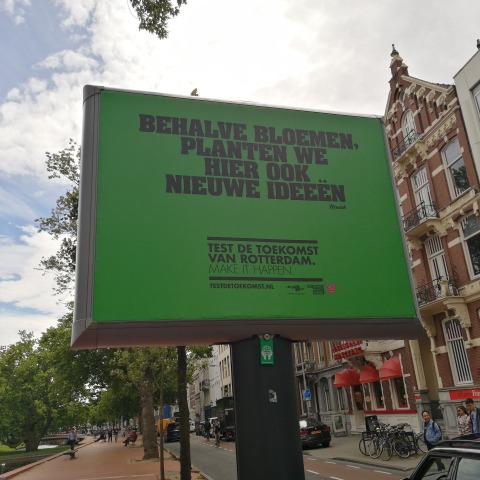 BEHALVE BLOEMEN,
PLANTEN WE
HIER OOK
NIEUWE IDEEËN
TEST DE TOEKOMST
VAN ROTTERDAM.
MAKE IT HAPPEN.
TESTDETOEKOMST.NL